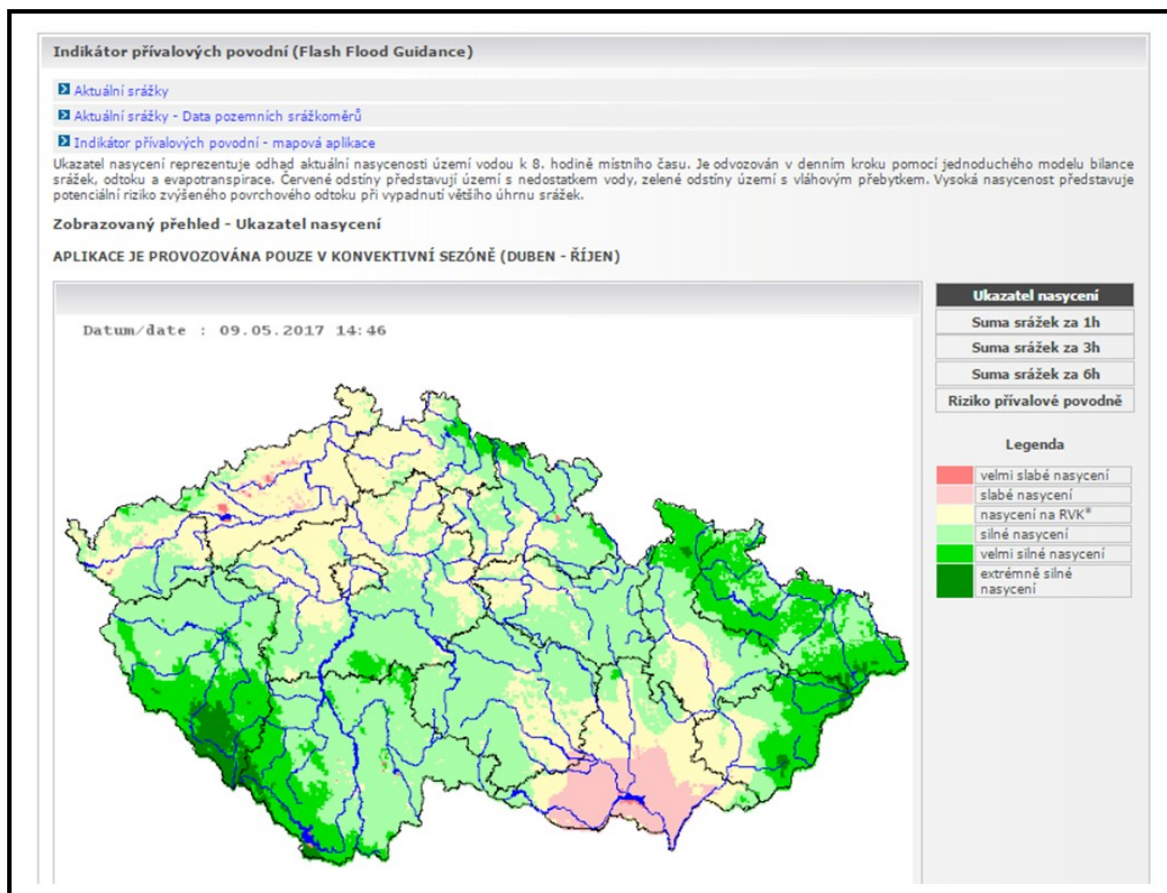 Indikátor přívalových povodní (Flash Flood Guidance)
Aktuální srážky
Aktuální srážky - Data pozemních srážkoměrů
Indikátor přívalových povodní - mapová aplikace
Ukazatel nasycení reprezentuje odhad aktuální nasycenosti území vodou k 8. hodině místního času. Je odvozován v denním kroku pomocí jednoduchého modelu bilance
srážek, odtoku a evapotranspirace. Červené odstíny představují území s nedostatkem vody, zelené odstíny území s vláhovým přebytkem. Vysoká nasycenost představuje
potenciální riziko zvýšeného povrchového odtoku při vypadnutí většího úhrnu srážek.
Zobrazovaný přehled - Ukazatel nasycení
APLIKACE JE PROVOZOVÁNA POUZE V KONVEKTIVNÍ SEZÓNĚ (DUBEN - ŘÍJEN)
Datum/date : 09.05.2017 14:46
Ukazatel nasycení
Suma srážek za 1h
Suma srážek za 3h
Suma srážek za 6h
Riziko přívalové povodně
Legenda
velmi slabé nasycení
slabé nasycení
nasycení na RVK*
silné nasycení
velmi silné nasycení
extrémně silné
nasycení